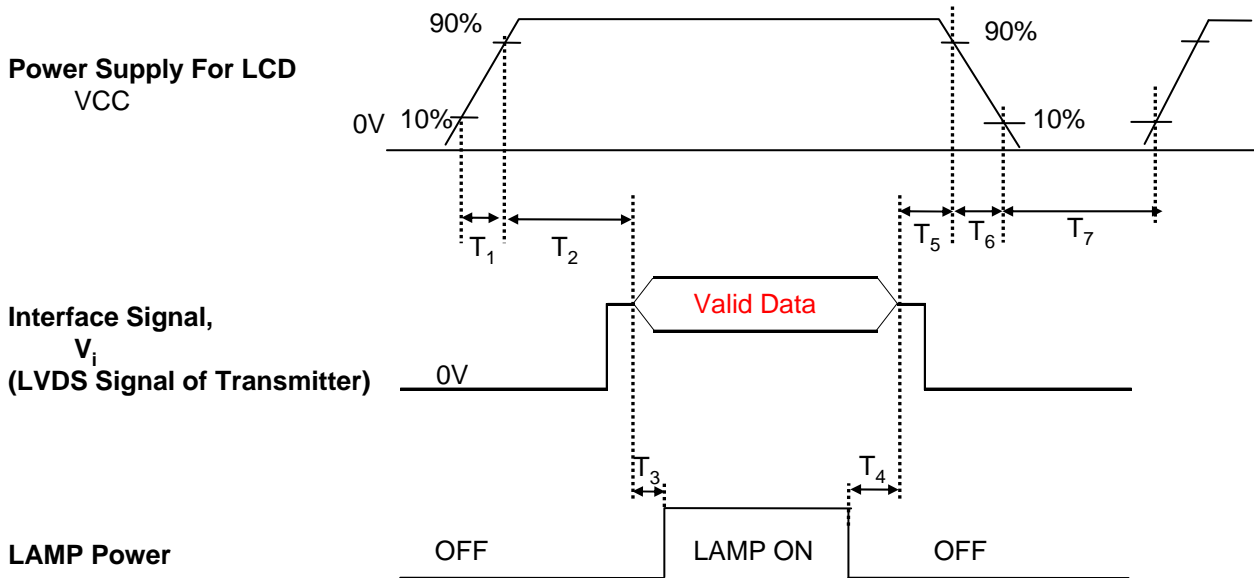 90%
90%
Power Supply For LCD
VCC
0V
10%
10%
T1
T2
T5
T6
T7
Valid Data
Interface Signal,
Vi
(LVDS Signal of Transmitter)
0V
T3
T4
LAMP Power
OFF
LAMP ON
OFF